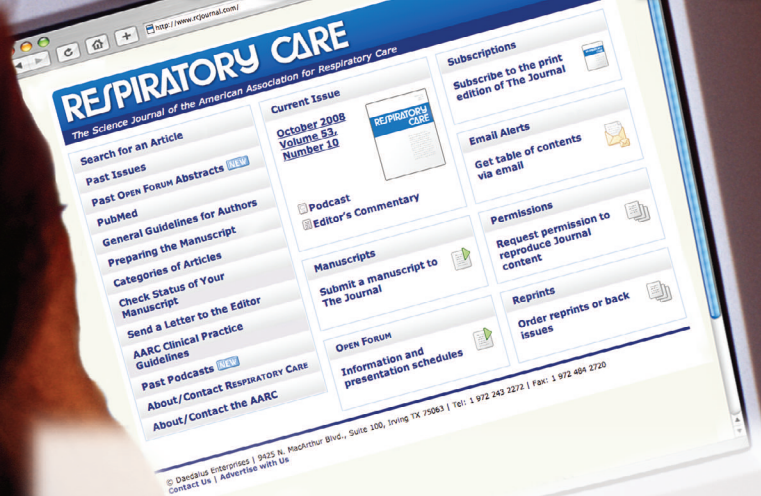 http://www.rcjournal.com/
RESPIRATORY CARE
The Science Journal of the American Association for Respiratory Care
Search for an Article
Past Issues
Past OPEN FORUM Abstracts NEW
PubMed
General Guidelines for Authors
Preparing the Manuscript
Categories of Articles
Check Status of Your
Manuscript
Send a Letter to the Editor
AARC Clinical Practice
Guidelines
Past Podcasts NEW
About/Contact RESPIRATORY CARE
About/Contact the AARC
Current Issue
October 2008
Volume 53,
Number 10
RESPIRATORY
CARE
Podcast
Editor's Commentary
Manuscripts
Submit a manuscript to
The Journal
OPEN FORUM
Information and
presentation schedules
Subscriptions
Subscribe to the print
edition of The Journal
Email Alerts
Get table of contents
via email
Permissions
Request permission to
reproduce Journal
content
Reprints
Order reprints or back
issues
© Daedalus Enterprises | 9425 N. MacArthur Blvd., Suite 100, Irving TX 75063 | Tel: 1 972 243 2272 | Fax: 1 972 484 2720
Contact Us | Advertise with Us